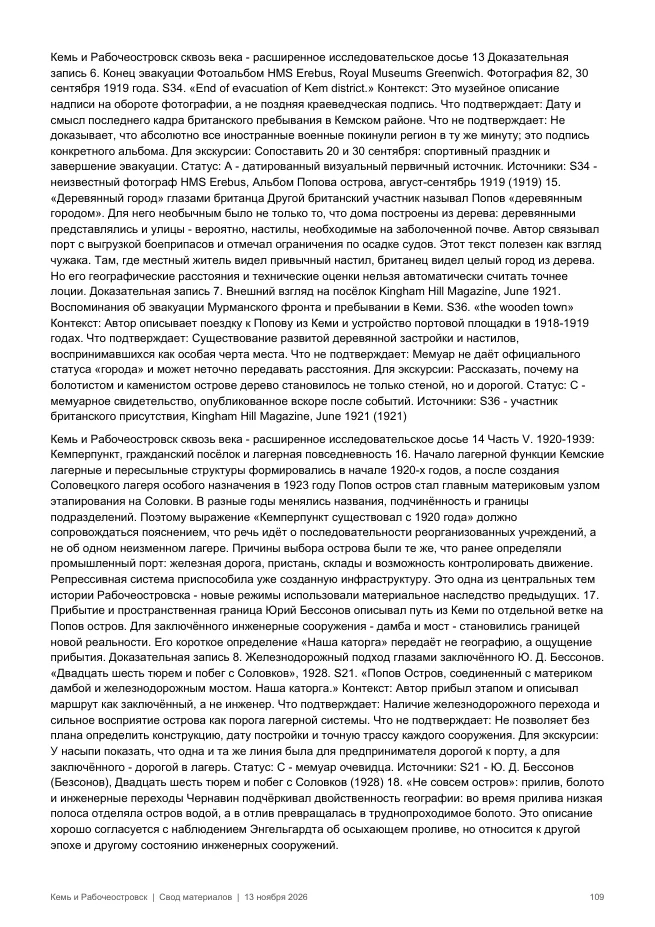 Кемь и Рабочеостровск сквозь века - расширенное исследовательское досье 13 Доказательная
запись 6. Конец эвакуации Фотоальбом HMS Erebus, Royal Museums Greenwich. Фотография 82, 30
сентября 1919 года. S34. «End of evacuation of Kem district.» Контекст: Это музейное описание
надписи на обороте фотографии, а не поздняя краеведческая подпись. Что подтверждает: Дату и
смысл последнего кадра британского пребывания в Кемском районе. Что не подтверждает: Не
доказывает, что абсолютно все иностранные военные покинули регион в ту же минуту; это подпись
конкретного альбома. Для экскурсии: Сопоставить 20 и 30 сентября: спортивный праздник и
завершение эвакуации. Статус: A - датированный визуальный первичный источник. Источники: S34 -
неизвестный фотограф HMS Erebus, Альбом Попова острова, август-сентябрь 1919 (1919) 15.
«Деревянный город» глазами британца Другой британский участник называл Попов «деревянным
городом». Для него необычным было не только то, что дома построены из дерева: деревянными
представлялись и улицы - вероятно, настилы, необходимые на заболоченной почве. Автор связывал
порт с выгрузкой боеприпасов и отмечал ограничения по осадке судов. Этот текст полезен как взгляд
чужака. Там, где местный житель видел привычный настил, британец видел целый город из дерева.
Но его географические расстояния и технические оценки нельзя автоматически считать точнее
лоции. Доказательная запись 7. Внешний взгляд на посёлок Kingham Hill Magazine, June 1921.
Воспоминания об эвакуации Мурманского фронта и пребывании в Кеми. S36. «the wooden town»
Контекст: Автор описывает поездку к Попову из Кеми и устройство портовой площадки в 1918-1919
годах. Что подтверждает: Существование развитой деревянной застройки и настилов,
воспринимавшихся как особая черта места. Что не подтверждает: Мемуар не даёт официального
статуса «города» и может неточно передавать расстояния. Для экскурсии: Рассказать, почему на
болотистом и каменистом острове дерево становилось не только стеной, но и дорогой. Статус: C -
мемуарное свидетельство, опубликованное вскоре после событий. Источники: S36 - участник
британского присутствия, Kingham Hill Magazine, June 1921 (1921)
Кемь и Рабочеостровск сквозь века - расширенное исследовательское досье 14 Часть V. 1920-1939:
Кемперпункт, гражданский посёлок и лагерная повседневность 16. Начало лагерной функции Кемские
лагерные и пересыльные структуры формировались в начале 1920-х годов, а после создания
Соловецкого лагеря особого назначения в 1923 году Попов остров стал главным материковым узлом
этапирования на Соловки. В разные годы менялись названия, подчинённость и границы
подразделений. Поэтому выражение «Кемперпункт существовал с 1920 года» должно
сопровождаться пояснением, что речь идёт о последовательности реорганизованных учреждений, а
не об одном неизменном лагере. Причины выбора острова были те же, что ранее определяли
промышленный порт: железная дорога, пристань, склады и возможность контролировать движение.
Репрессивная система приспособила уже созданную инфраструктуру. Это одна из центральных тем
истории Рабочеостровска - новые режимы использовали материальное наследство предыдущих. 17.
Прибытие и пространственная граница Юрий Бессонов описывал путь из Кеми по отдельной ветке на
Попов остров. Для заключённого инженерные сооружения - дамба и мост - становились границей
новой реальности. Его короткое определение «Наша каторга» передаёт не географию, а ощущение
прибытия. Доказательная запись 8. Железнодорожный подход глазами заключённого Ю. Д. Бессонов.
«Двадцать шесть тюрем и побег с Соловков», 1928. S21. «Попов Остров, соединенный с материком
дамбой и железнодорожным мостом. Наша каторга.» Контекст: Автор прибыл этапом и описывал
маршрут как заключённый, а не инженер. Что подтверждает: Наличие железнодорожного перехода и
сильное восприятие острова как порога лагерной системы. Что не подтверждает: Не позволяет без
плана определить конструкцию, дату постройки и точную трассу каждого сооружения. Для экскурсии:
У насыпи показать, что одна и та же линия была для предпринимателя дорогой к порту, а для
заключённого - дорогой в лагерь. Статус: C - мемуар очевидца. Источники: S21 - Ю. Д. Бессонов
(Безсонов), Двадцать шесть тюрем и побег с Соловков (1928) 18. «Не совсем остров»: прилив, болото
и инженерные переходы Чернавин подчёркивал двойственность географии: во время прилива низкая
полоса отделяла остров водой, а в отлив превращалась в труднопроходимое болото. Это описание
хорошо согласуется с наблюдением Энгельгардта об осыхающем проливе, но относится к другой
эпохе и другому состоянию инженерных сооружений.
Кемь и Рабочеостровск | Свод материалов | 13 ноября 2026
109